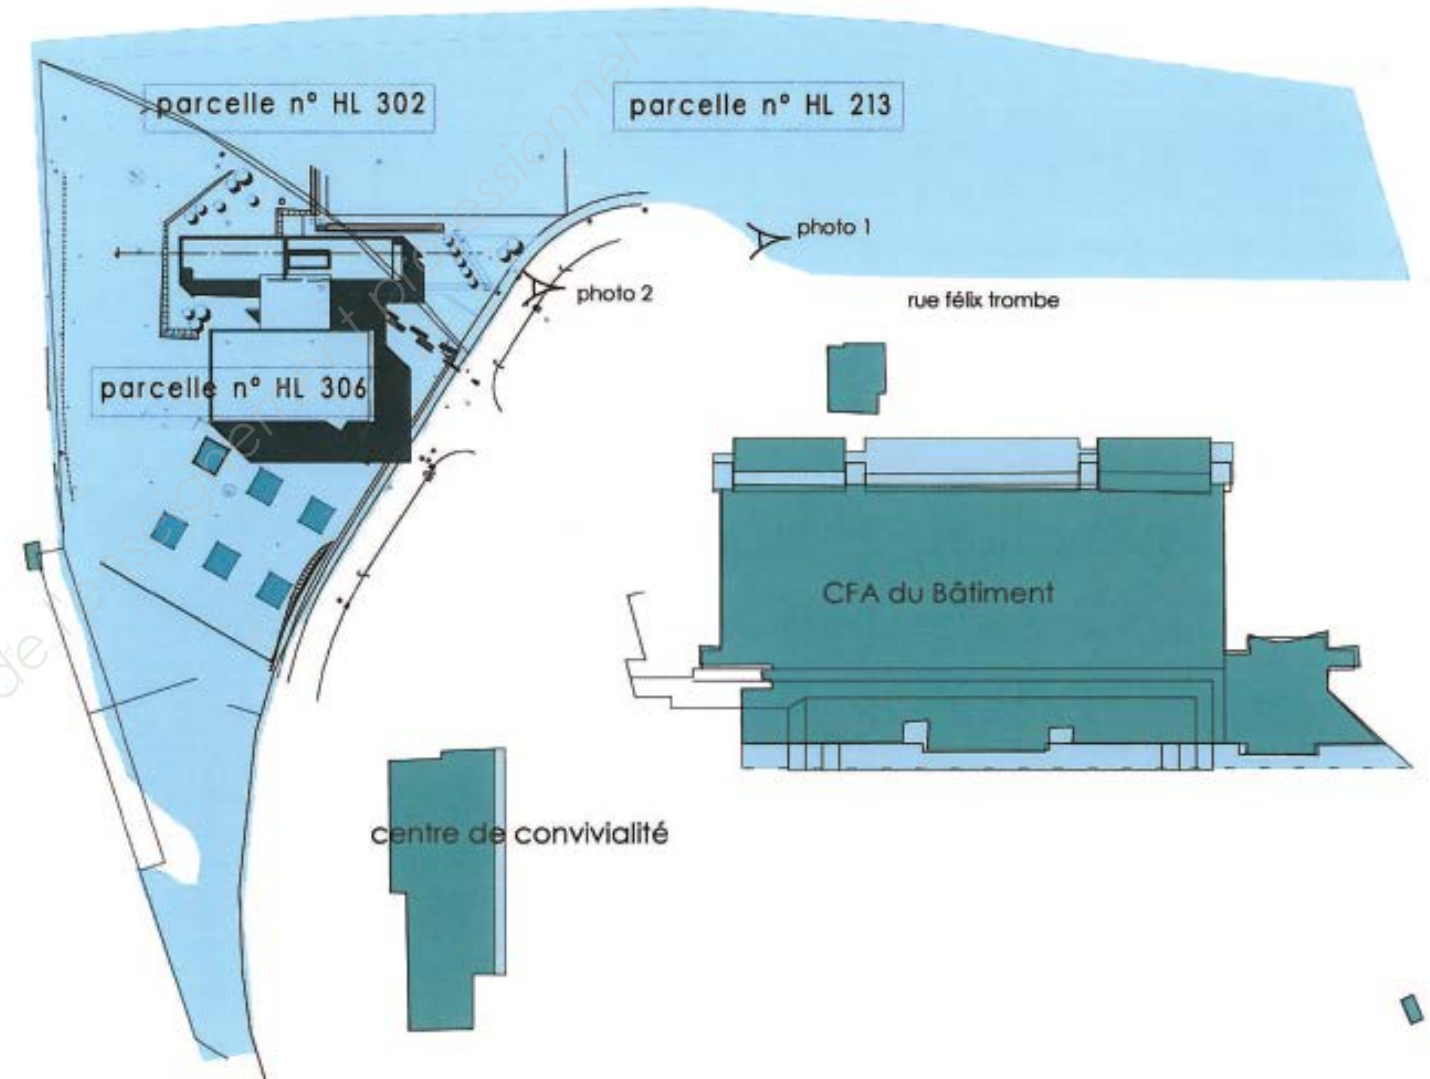 parcelle n° HL 302
parcelle n° HL 213
photo 1
photo 2
rue félix trombe
parcelle n° HL 306
CFA du Bâtiment
centre de convivialité